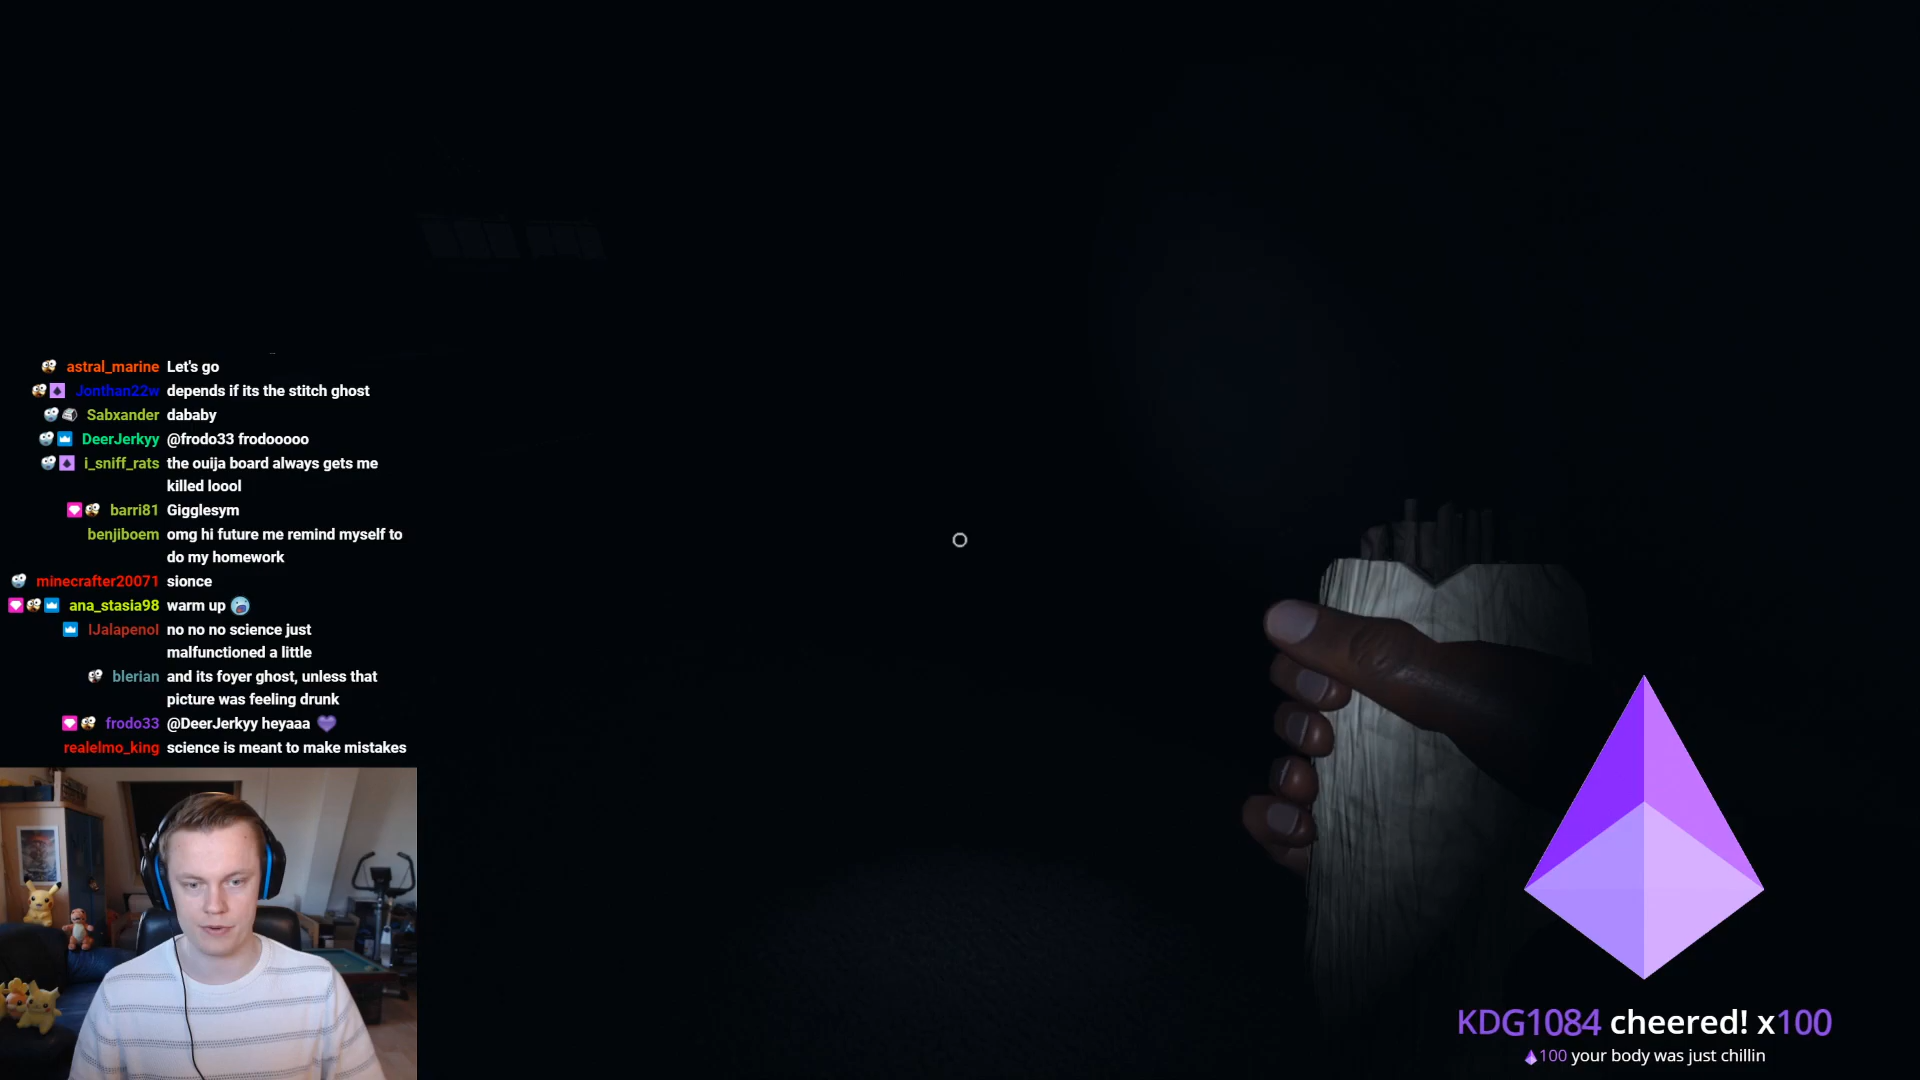 astral_marine Let's go
Jonthan22w depends if its the stitch ghost
Sabxander dababy
DeerJerkyy @frodo33 frodooooo
i_sniff_rats the ouija board always gets me
killed loool
barri81 Gigglesym
benjiboem omg hi future me remind myself to
do my homework
minecrafter20071 sionce
ana_stasia98 warm up
IJalapenoI no no no science just
malfunctioned a little
blerian and its foyer ghost, unless that
picture was feeling drunk
frodo33 @DeerJerkyy heyaaa
realelmo_king science is meant to make mistakes
KDG1084 cheered! x100
100 your body was just chillin